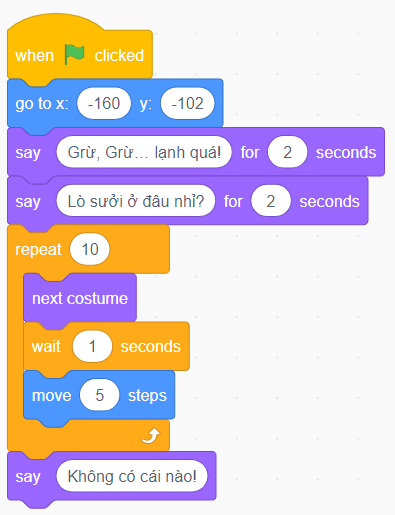 when clicked
go to x: -160 y: -102
say Grừ, Grừ... lạnh quá! for 2 seconds
say Lò sưởi ở đâu nhỉ? for 2 seconds
repeat 10
next costume
wait 1 seconds
move 5 steps
say Không có cái nào!